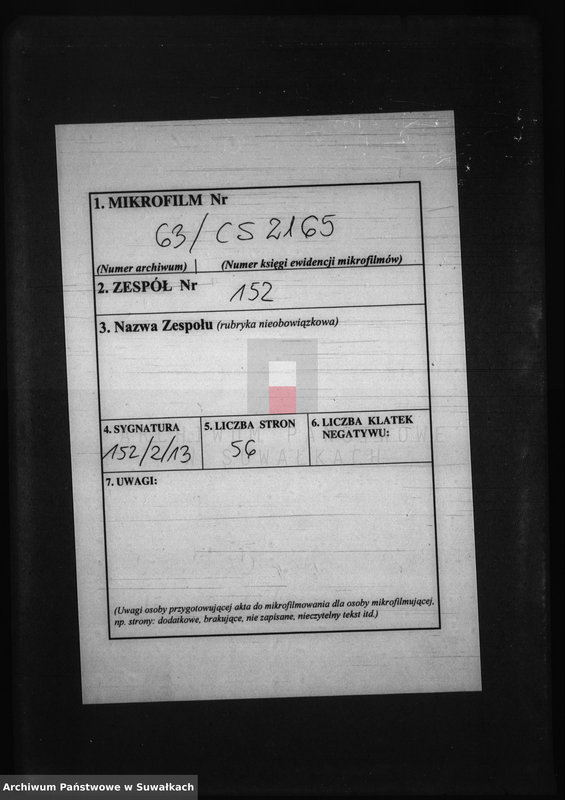 1. MIKROFILM Nr
63/CS 2165
(Numer archiwum) (Numer księgi ewidencji mikrofilmów)
2. ZESPÓŁ Nr 152
3. Nazwa Zespołu (rubryka nieobowiązkowa)
4. SYGNATURA 5. LICZBA STRON 6. LICZBA KLATEK
NEGATYWU:
152/2/13 56
ARCHIWUM PAŃSTWOWE
SUWAŁKACH
7. UWAGI:
(Uwagi osoby przygotowującej akta do mikrofilmowania dla osoby mikrofilmującej,
np. strony: dodatkowe, brakujące, nie zapisane, nieczytelny tekst itd.)
Archiwum Państwowe w Suwałkach